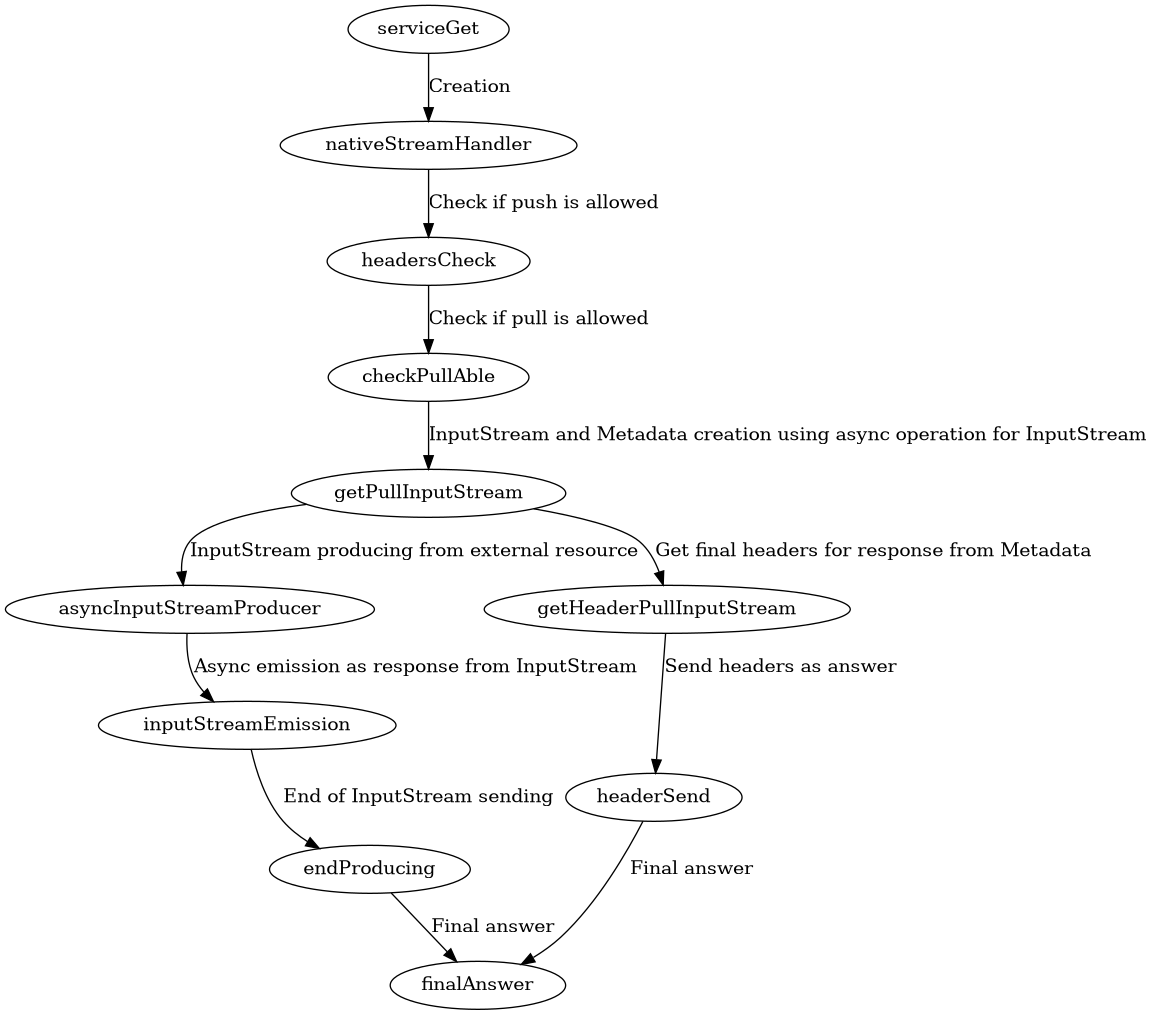 serviceGet
Creation
nativeStreamHandler
Check if push is allowed
headersCheck
Check if pull is allowed
checkPullAble
InputStream and Metadata creation using async operation for InputStream
getPullInputStream
InputStream producing from external resource
Get final headers for response from Metadata
asyncInputStreamProducer
getHeaderPullInputStream
Async emission as response from InputStream
Send headers as answer
inputStreamEmission
End of InputStream sending
headerSend
endProducing
Final answer
Final answer
finalAnswer